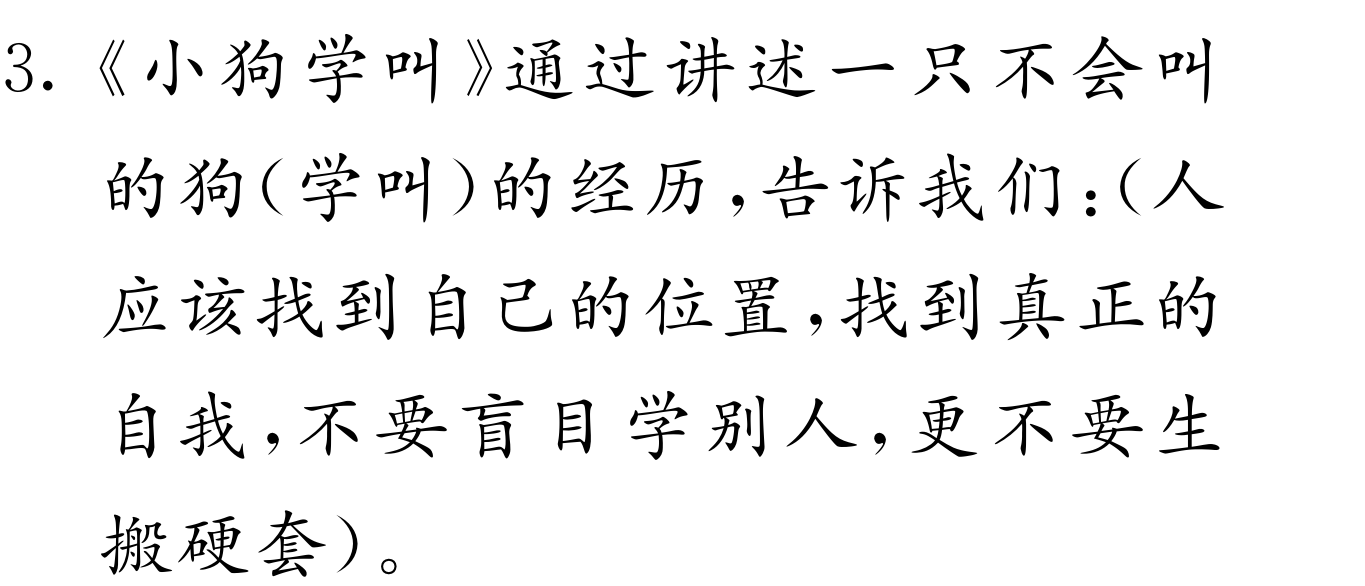 3.《小狗学叫》通过讲述一只不会叫
的狗(学叫)的经历,告诉我们:(人
应该找到自己的位置,找到真正的
自我,不要盲目学别人,更不要生
搬硬套)。